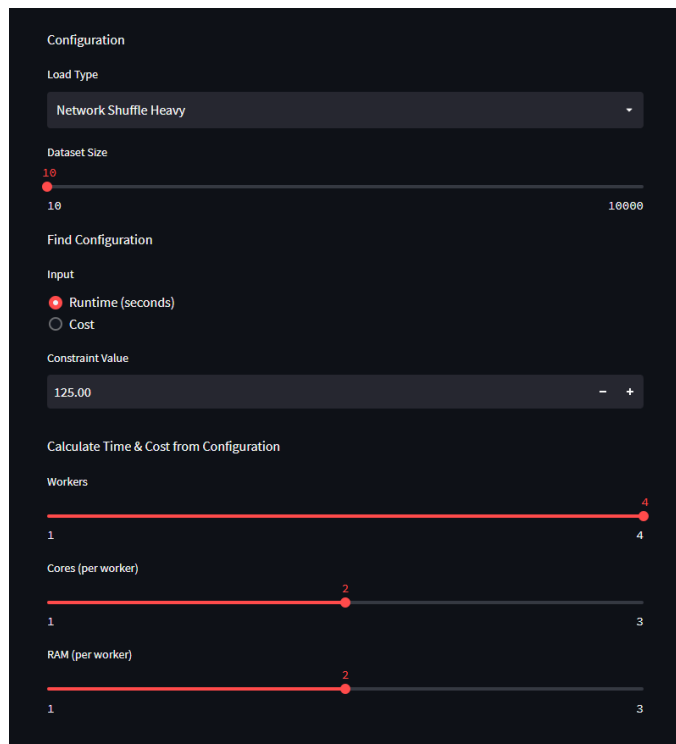 Configuration
Load Type
Network Shuffle Heavy
Dataset Size
10
10 10000
Find Configuration
Input
Runtime (seconds)
Cost
Constraint Value
125.00 − +
Calculate Time & Cost from Configuration
Workers
4
1 4
Cores (per worker)
2
1 3
RAM (per worker)
2
1 3